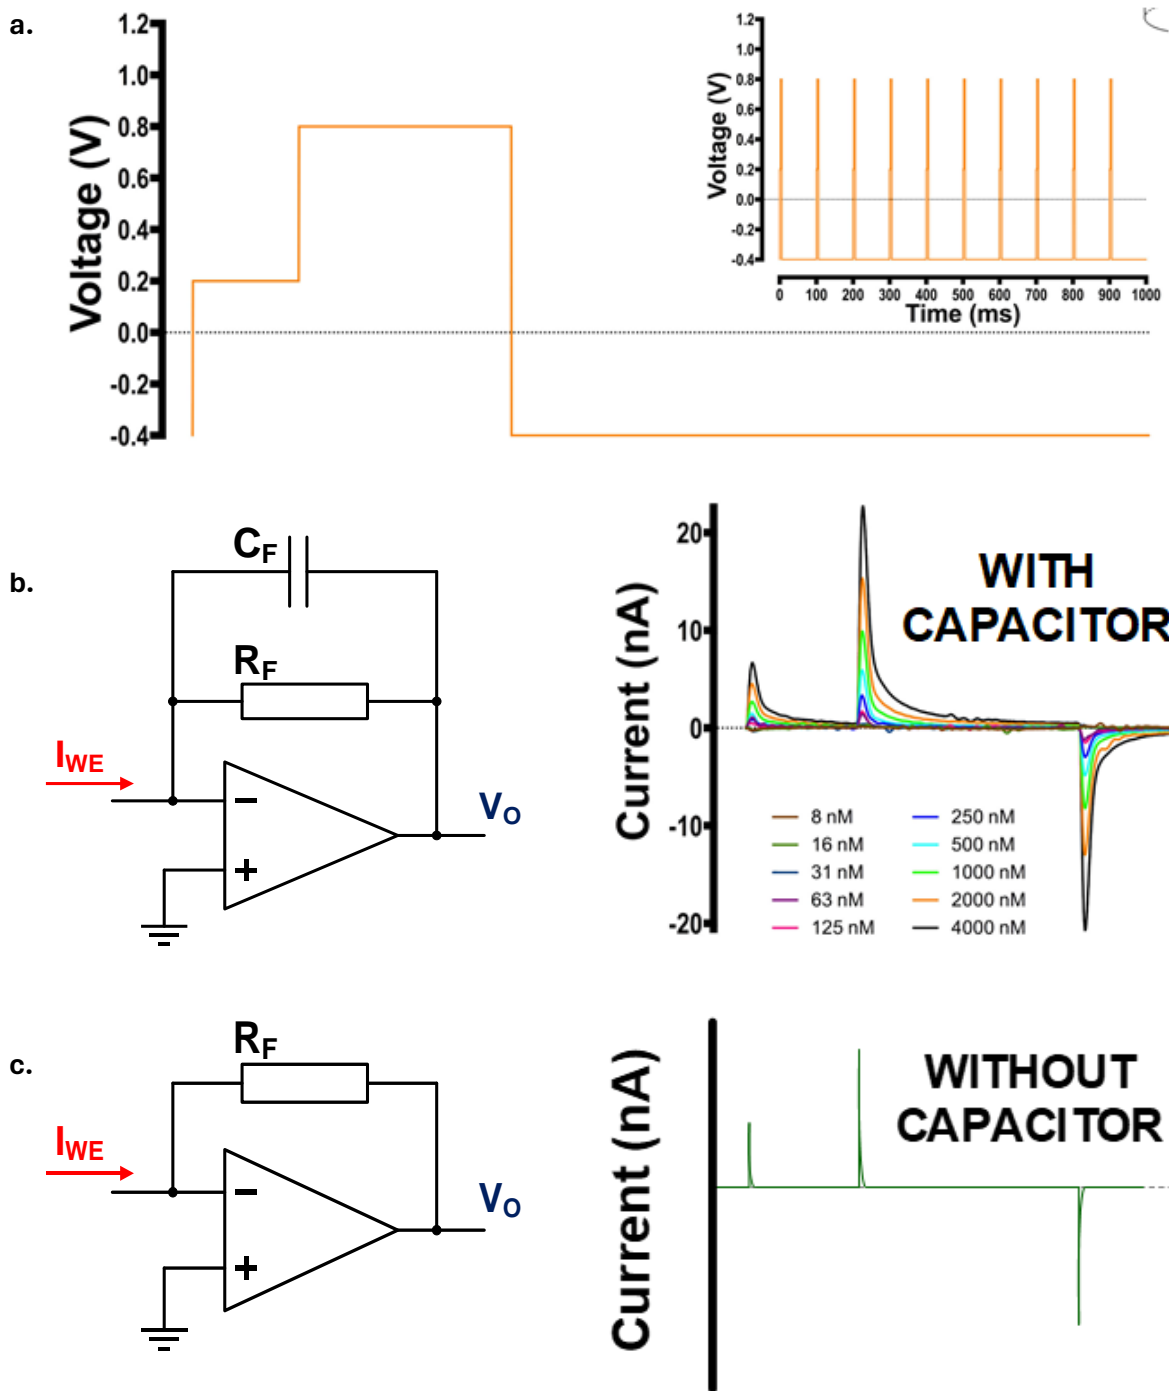 a.
Voltage (V)
1.2
1.0
0.8
0.6
0.4
0.2
0.0
-0.2
-0.4
Voltage (V)
1.2
1.0
0.8
0.6
0.4
0.2
0.0
-0.2
-0.4
0 100 200 300 400 500 600 700 800 900 1000
Time (ms)
b.
CF
RF
IWE
−
+
VO
Current (nA)
20
10
0
-10
-20
WITH
CAPACITOR
8 nM 250 nM
16 nM 500 nM
31 nM 1000 nM
63 nM 2000 nM
125 nM 4000 nM
c.
RF
IWE
−
+
VO
Current (nA)
WITHOUT
CAPACITOR